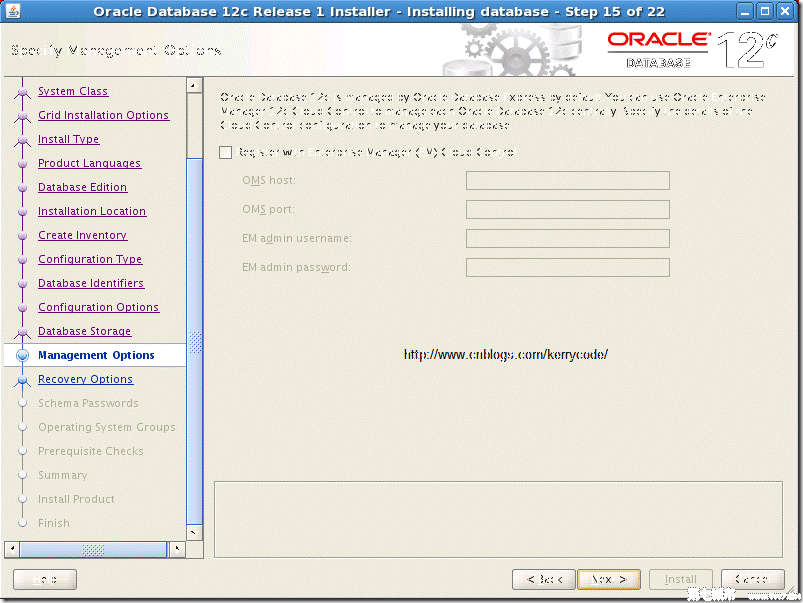 Oracle Database 12c Release 1 Installer - Installing database - Step 15 of 22
Specify Management Options
ORACLE
DATABASE
12c
System Class
Grid Installation Options
Install Type
Product Languages
Database Edition
Installation Location
Create Inventory
Configuration Type
Database Identifiers
Configuration Options
Database Storage
Management Options
Recovery Options
Schema Passwords
Operating System Groups
Prerequisite Checks
Summary
Install Product
Finish
Oracle Database 12c is managed by Oracle Database Express by default. You can use Oracle Enterprise
Manager 12c Cloud Control to manage an Oracle Database 12c centrally. Specify the details of the
Cloud Control configuration to manage your database.
Register with Enterprise Manager (EM) Cloud Control
OMS host:
OMS port:
EM admin username:
EM admin password:
http://www.cnblogs.com/kerrycode/
Help
< Back
Next >
Install
Cancel